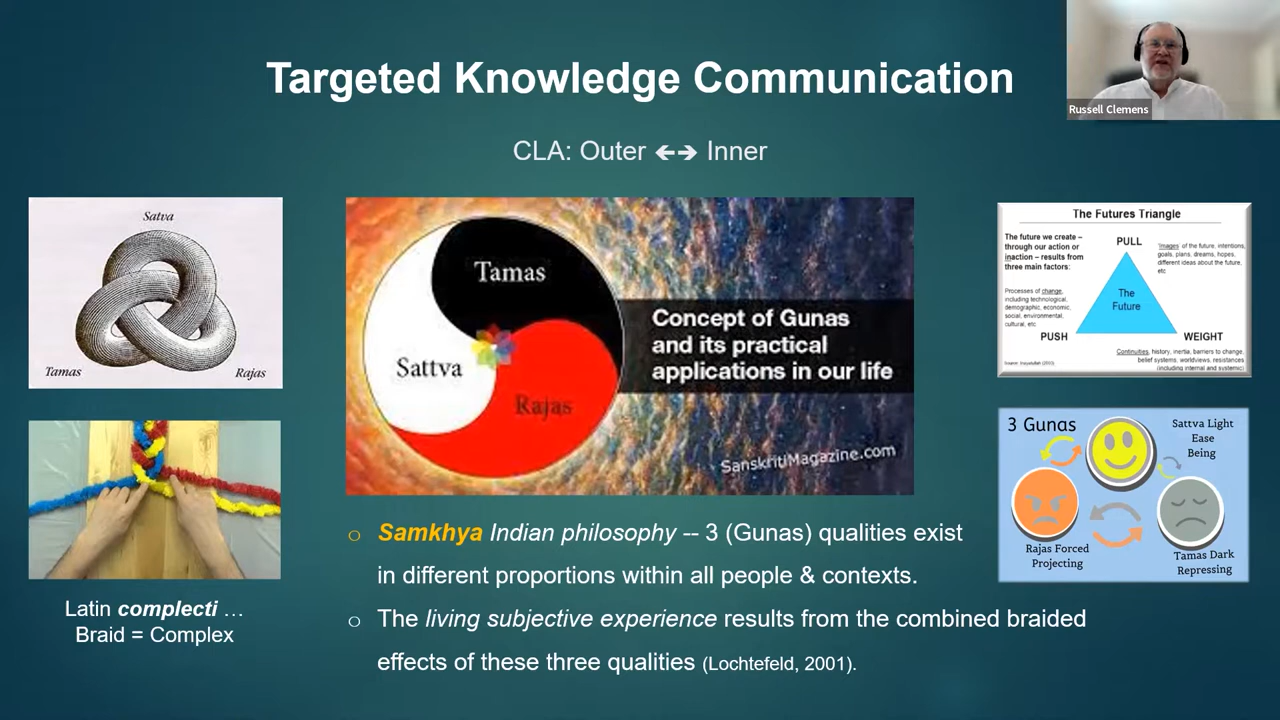 Targeted Knowledge Communication
Russell Clemens
CLA: Outer ←→ Inner
Satva
Tamas
Rajas
Tamas
Sattva
Rajas
Concept of Gunas
and its practical
applications in our life
SanskritiMagazine.com
The Futures Triangle
The future we create –
through our action or
inaction – results from
three main factors:
PULL
'Images of the future, intentions,
goals, plans, dreams, hopes,
different ideas about the future,
etc
Processes of change,
including technological,
demographic, economic,
social, environmental,
cultural, etc
The
Future
PUSH
WEIGHT
Continuities, history, inertia, barriers to change,
belief systems, worldviews, resistances
(including internal and systemic)
3 Gunas
Sattva Light
Ease
Being
Rajas Forced
Projecting
Tamas Dark
Repressing
Latin complecti …
Braid = Complex
o Samkhya Indian philosophy -- 3 (Gunas) qualities exist
in different proportions within all people & contexts.
o The living subjective experience results from the combined braided
effects of these three qualities (Lochtefeld, 2001).